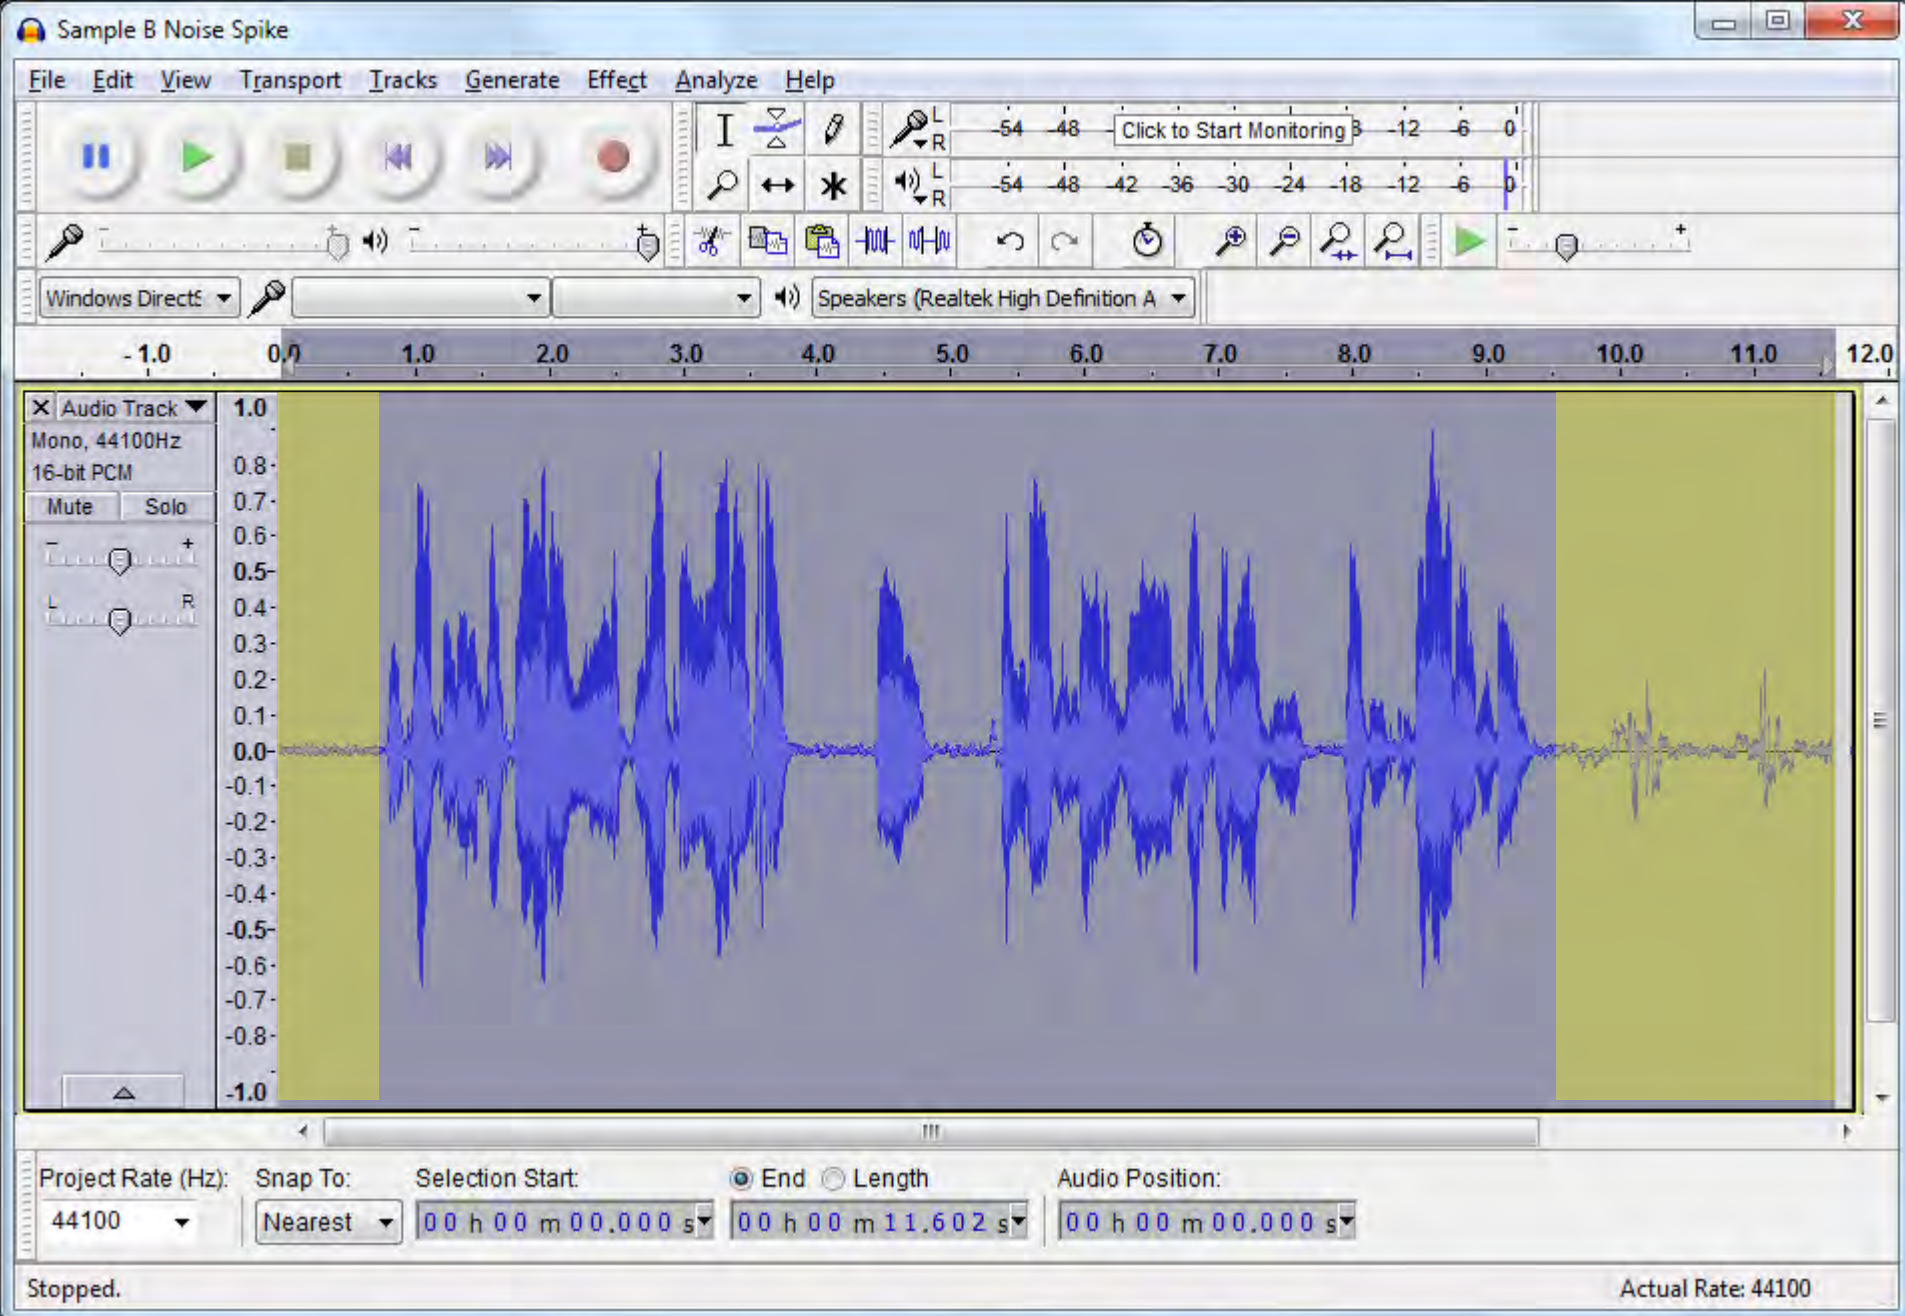 Sample B Noise Spike
File Edit View Transport Tracks Generate Effect Analyze Help
L
R
-54 -48 - Click to Start Monitoring 8 -12 -6 0
L
R
-54 -48 -42 -36 -30 -24 -18 -12 -6 0
- + - +
- +
Windows DirectS
Speakers (Realtek High Definition A
- 1.0 0.0 1.0 2.0 3.0 4.0 5.0 6.0 7.0 8.0 9.0 10.0 11.0 12.0
X Audio Track
Mono, 44100Hz
16-bit PCM
Mute Solo
- +
L R
1.0
0.8
0.7
0.6
0.5
0.4
0.3
0.2
0.1
0.0
-0.1
-0.2
-0.3
-0.4
-0.5
-0.6
-0.7
-0.8
-1.0
Project Rate (Hz): Snap To: Selection Start: End Length Audio Position:
44100 Nearest 00 h 00 m 00.000 s 00 h 00 m 11.602 s 00 h 00 m 00.000 s
Stopped. Actual Rate: 44100